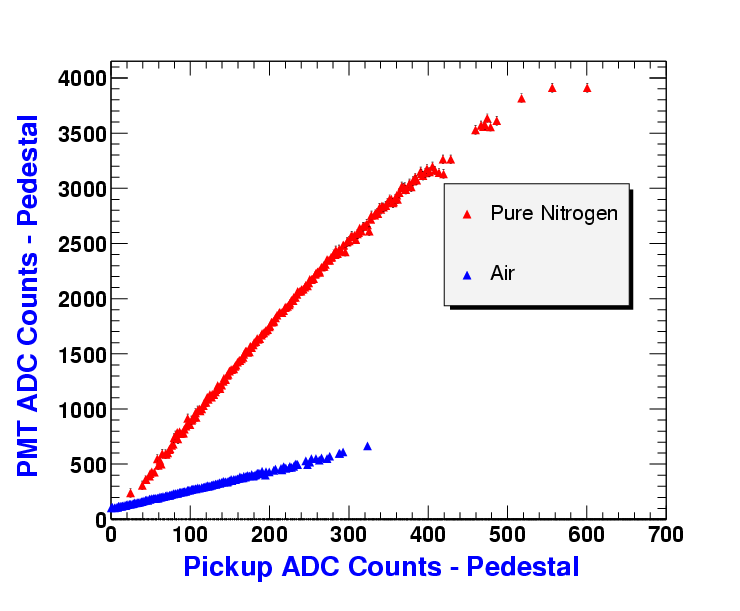 4000
3500
3000
2500
2000
1500
1000
500
0
PMT ADC Counts - Pedestal
Pure Nitrogen
Air
0 100 200 300 400 500 600 700
Pickup ADC Counts - Pedestal